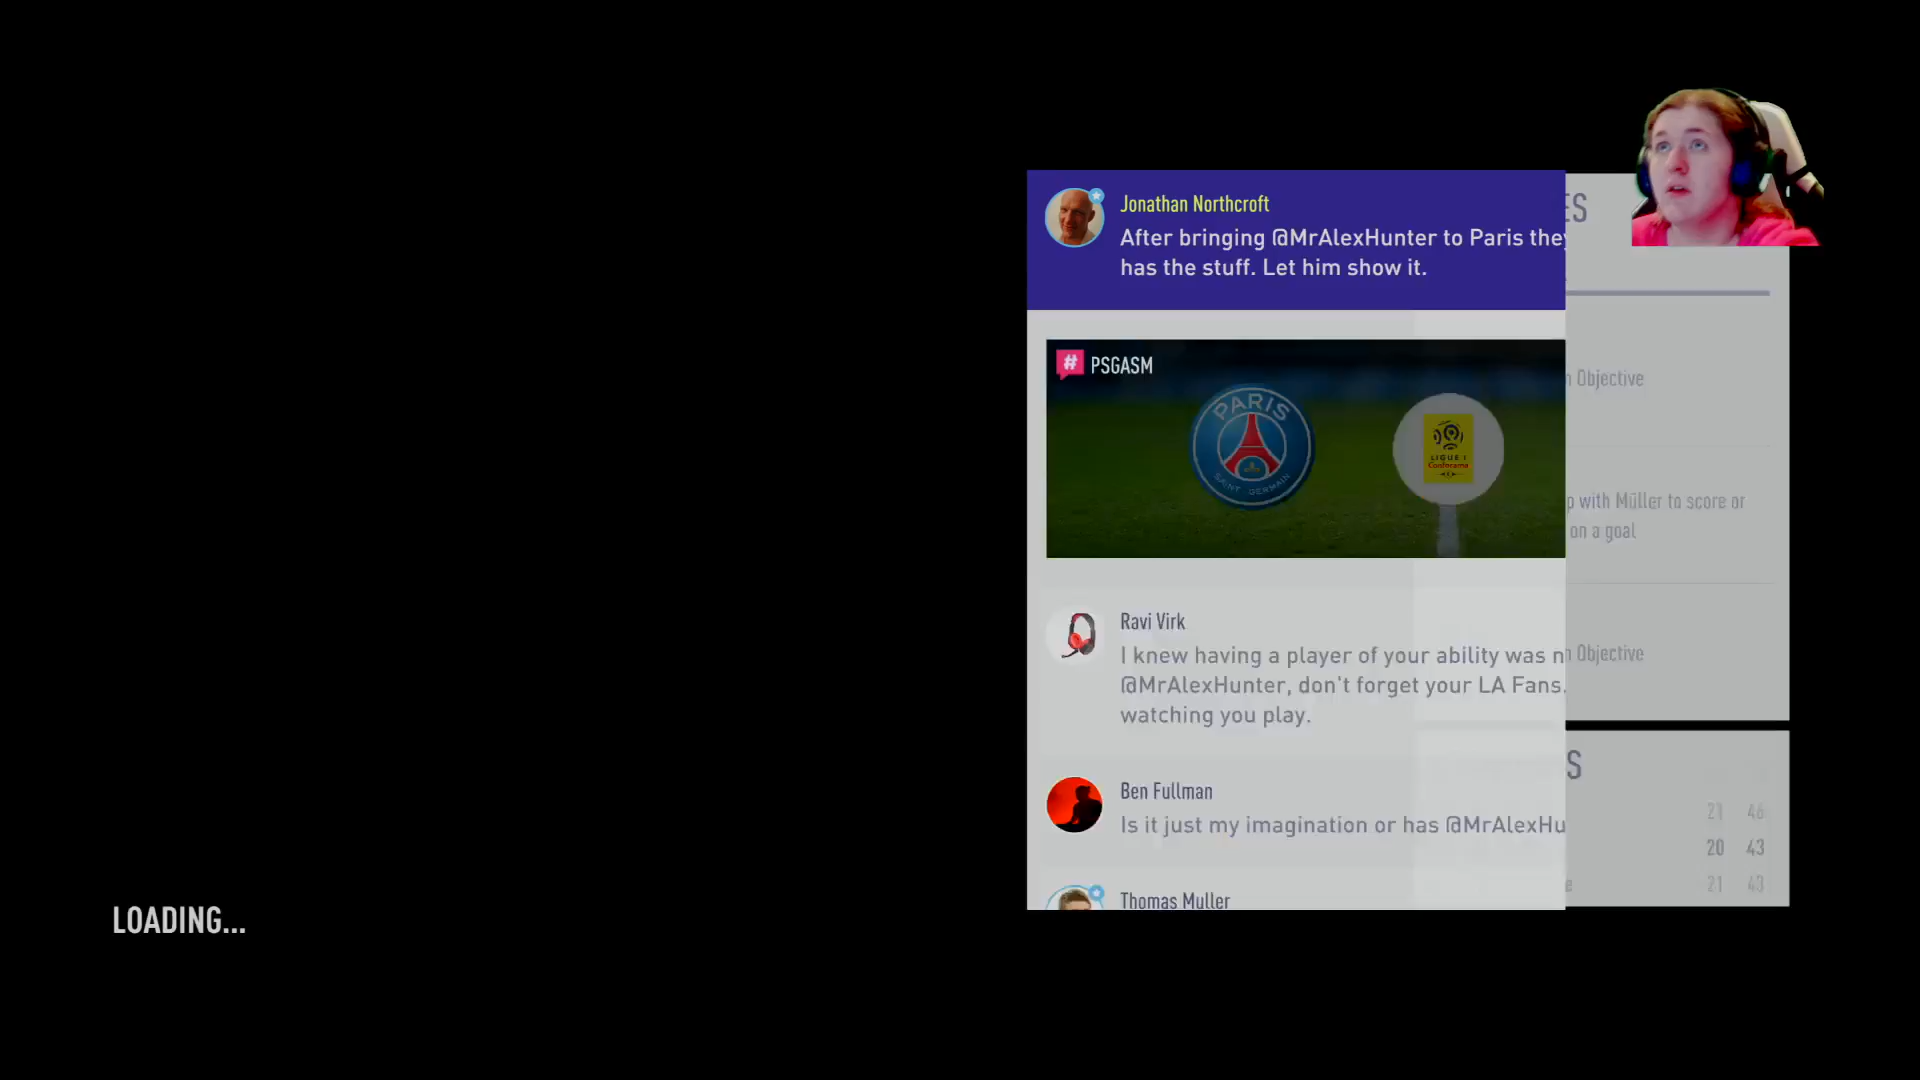 Jonathan Northcroft
After bringing @MrAlexHunter to Paris they
has the stuff. Let him show it.
# PSGASM
PARIS
SAINT GERMAIN
LIGUE 1
Conforama
Ravi Virk
I knew having a player of your ability was n
@MrAlexHunter, don't forget your LA Fans.
watching you play.
Ben Fullman
Is it just my imagination or has @MrAlexHu
Thomas Muller
ES
n Objective
p with Müller to score or
on a goal
n Objective
S
21 46
20 43
e 21 43
LOADING...